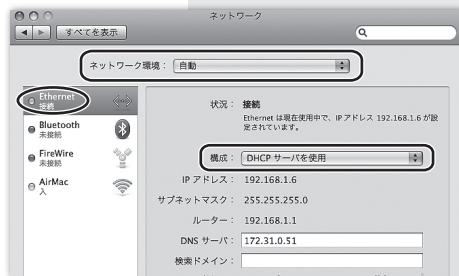 ネットワーク
すべてを表示
ネットワーク環境： 自動
Ethernet
接続
Bluetooth
未接続
FireWire
未接続
AirMac
入
状況： 接続
Ethernet は現在使用中で、IP アドレス 192.168.1.6 が設
定されています。
構成： DHCP サーバを使用
IP アドレス： 192.168.1.6
サブネットマスク： 255.255.255.0
ルーター： 192.168.1.1
DNS サーバ： 172.31.0.51
検索ドメイン：